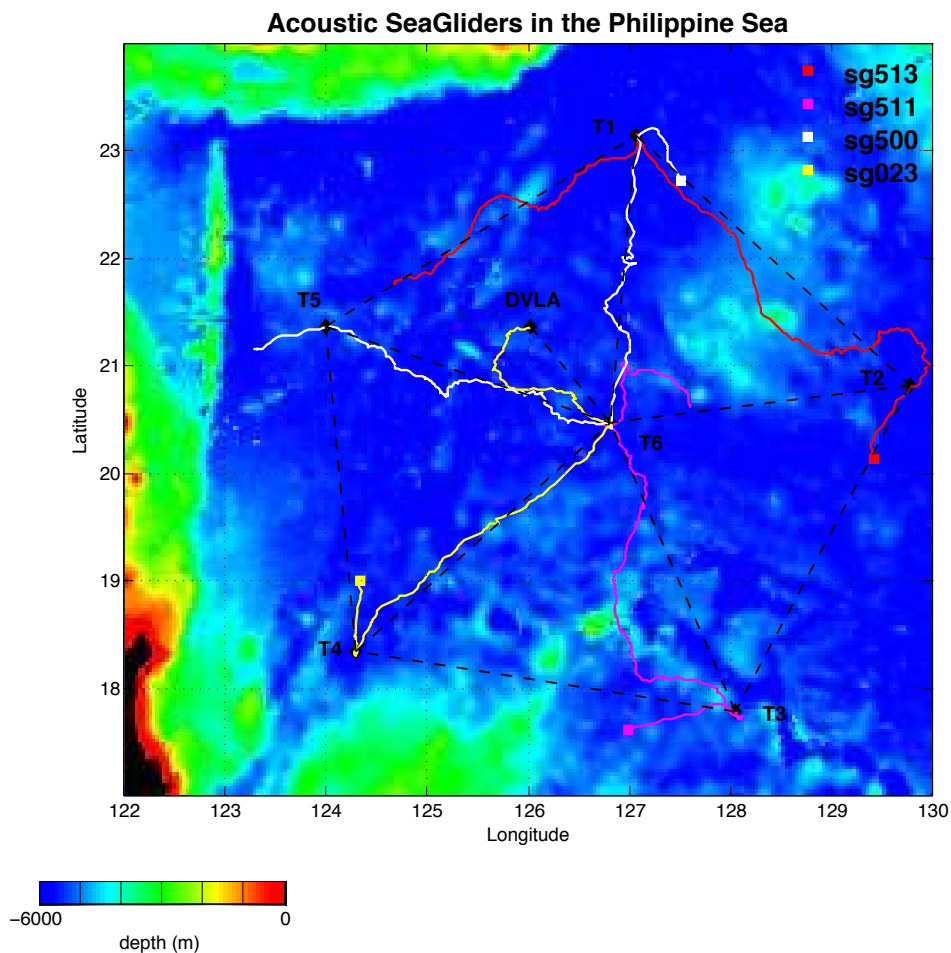 Acoustic SeaGliders in the Philippine Sea
sg513
sg511
sg500
sg023
T1
T5
DVLA
T2
T6
T4
T3
Latitude
23
22
21
20
19
18
122 123 124 125 126 127 128 129 130
Longitude
−6000 0
depth (m)